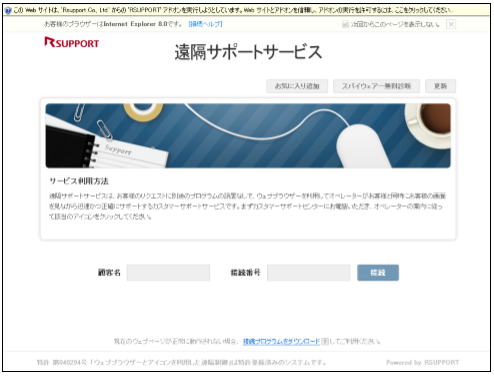 この Web サイトは、'Rsupport Co., Ltd' からの 'RSUPPORT' アドオンを実行しようとしています。Web サイトとアドオンを信頼し、アドオンの実行を許可するには、ここをクリックしてください。
お客様のブラウザーはInternet Explorer 8.0です。 [接続ヘルプ] 次回からこのページを表示しない。
RSUPPORT
遠隔サポートサービス
お気に入り追加 スパイウェアー無料診断 更新
Support
サービス利用方法
遠隔サポートサービスは、お客様のリクエストに別途のプログラムの設置なしで、ウェブブラウザーを利用してオペレーターがお客様と同時にお客様の画面
を見ながら迅速かつ正確にサポートするカスタマーサポートサービスです。まずカスタマーサポートセンターにお電話いただき、オペレーターの案内に従っ
て該当のアイコンをクリックしてください。
顧客名 接続番号 接続
現在のウェブページが正常に動作されない場合、接続プログラムをダウンロード してご利用ください。
特許 第040294号「ウェブブラウザーとアイコンが利用した遠隔制御」は特許登録済みのシステムです。 Powered by RSUPPORT